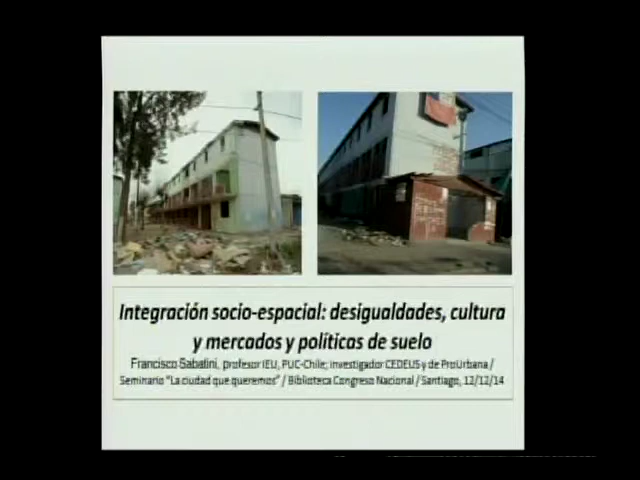 Integración socio-espacial: desigualdades, cultura
y mercados y políticas de suelo
Francisco Sabatini, profesor IEU, PUC-Chile; investigador CEDEUS y de ProUrbana /
Seminario "La ciudad que queremos" / Biblioteca Congreso Nacional / Santiago, 12/12/14